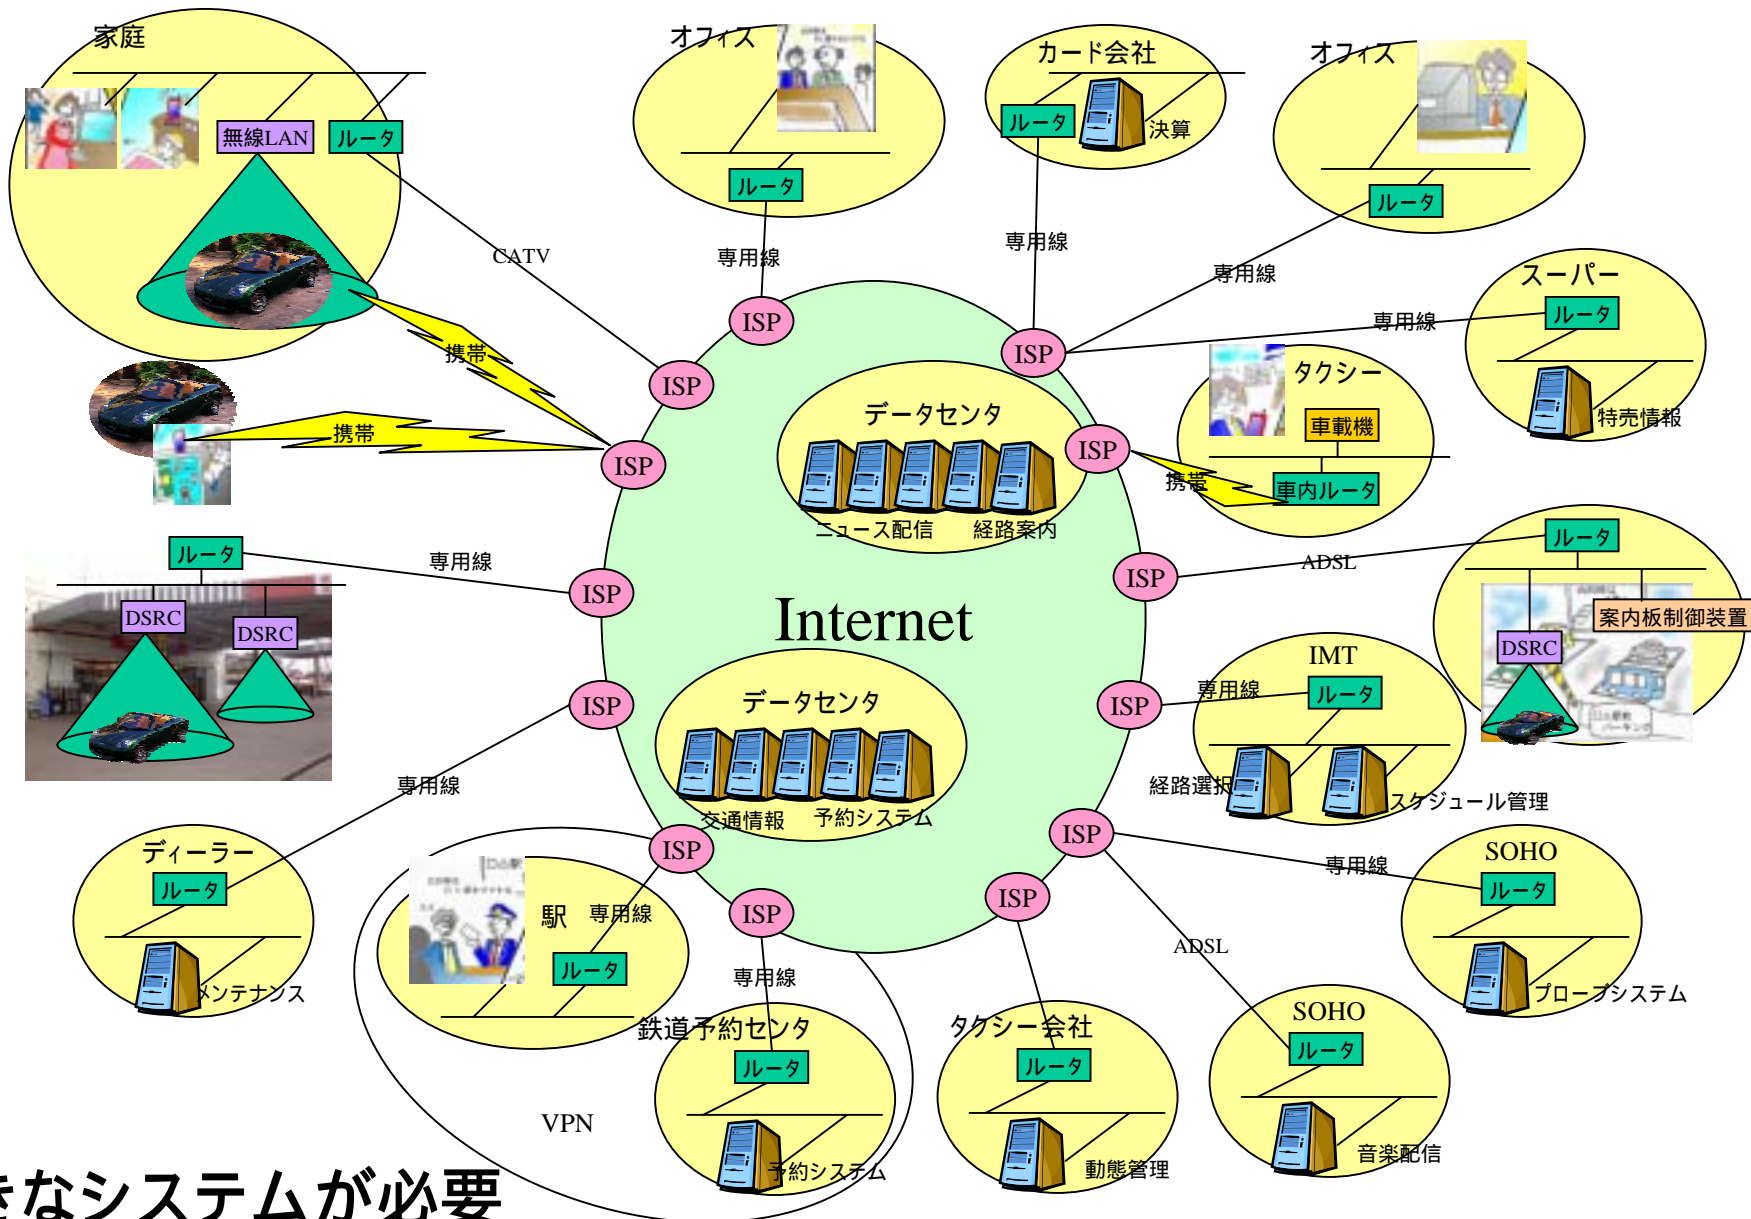 家庭
オフィス
カード会社
オフィス
無線LAN
ルータ
ルータ
決算
ルータ
ルータ
CATV
専用線
専用線
専用線
スーパー
ルータ
専用線
特売情報
ISP
ISP
ISP
ISP
携帯
携帯
データセンタ
ニュース配信
経路案内
ISP
タクシー
車載機
携帯
車内ルータ
ルータ
専用線
ISP
DSRC
DSRC
Internet
ISP
ADSL
ルータ
案内板制御装置
DSRC
IMT
専用線
ルータ
ISP
経路選択
スケジュール管理
ISP
データセンタ
交通情報
予約システム
専用線
ディーラー
ルータ
メンテナンス
ISP
駅
専用線
ルータ
ISP
専用線
ISP
ISP
専用線
SOHO
ルータ
プローブシステム
ADSL
SOHO
ルータ
音楽配信
鉄道予約センタ
ルータ
予約システム
VPN
タクシー会社
ルータ
動態管理
きなシステムが必要